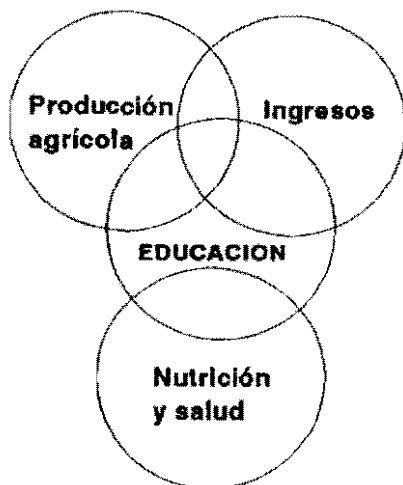 Producción
agrícola
Ingresos
EDUCACION
Nutrición
y salud